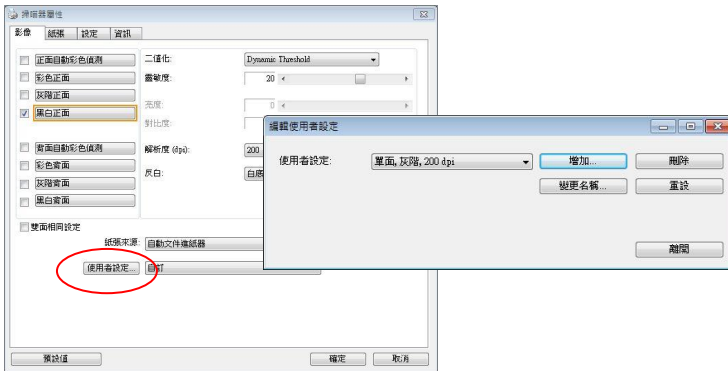 掃瞄器屬性
影像 紙張 設定 資訊
正面自動彩色偵測
彩色正面
灰階正面
黑白正面
背面自動彩色偵測
彩色背面
灰階背面
黑白背面
二值化: Dynamic Threshold
靈敏度: 20
亮度: 0
對比度:
解析度 (dpi): 200
反白: 白底
雙面相同設定
紙張來源: 自動文件進紙器
使用者設定... 自訂
預設值 確定 取消
編輯使用者設定
使用者設定: 單面, 灰階, 200 dpi 增加... 刪除
變更名稱... 重設
離開